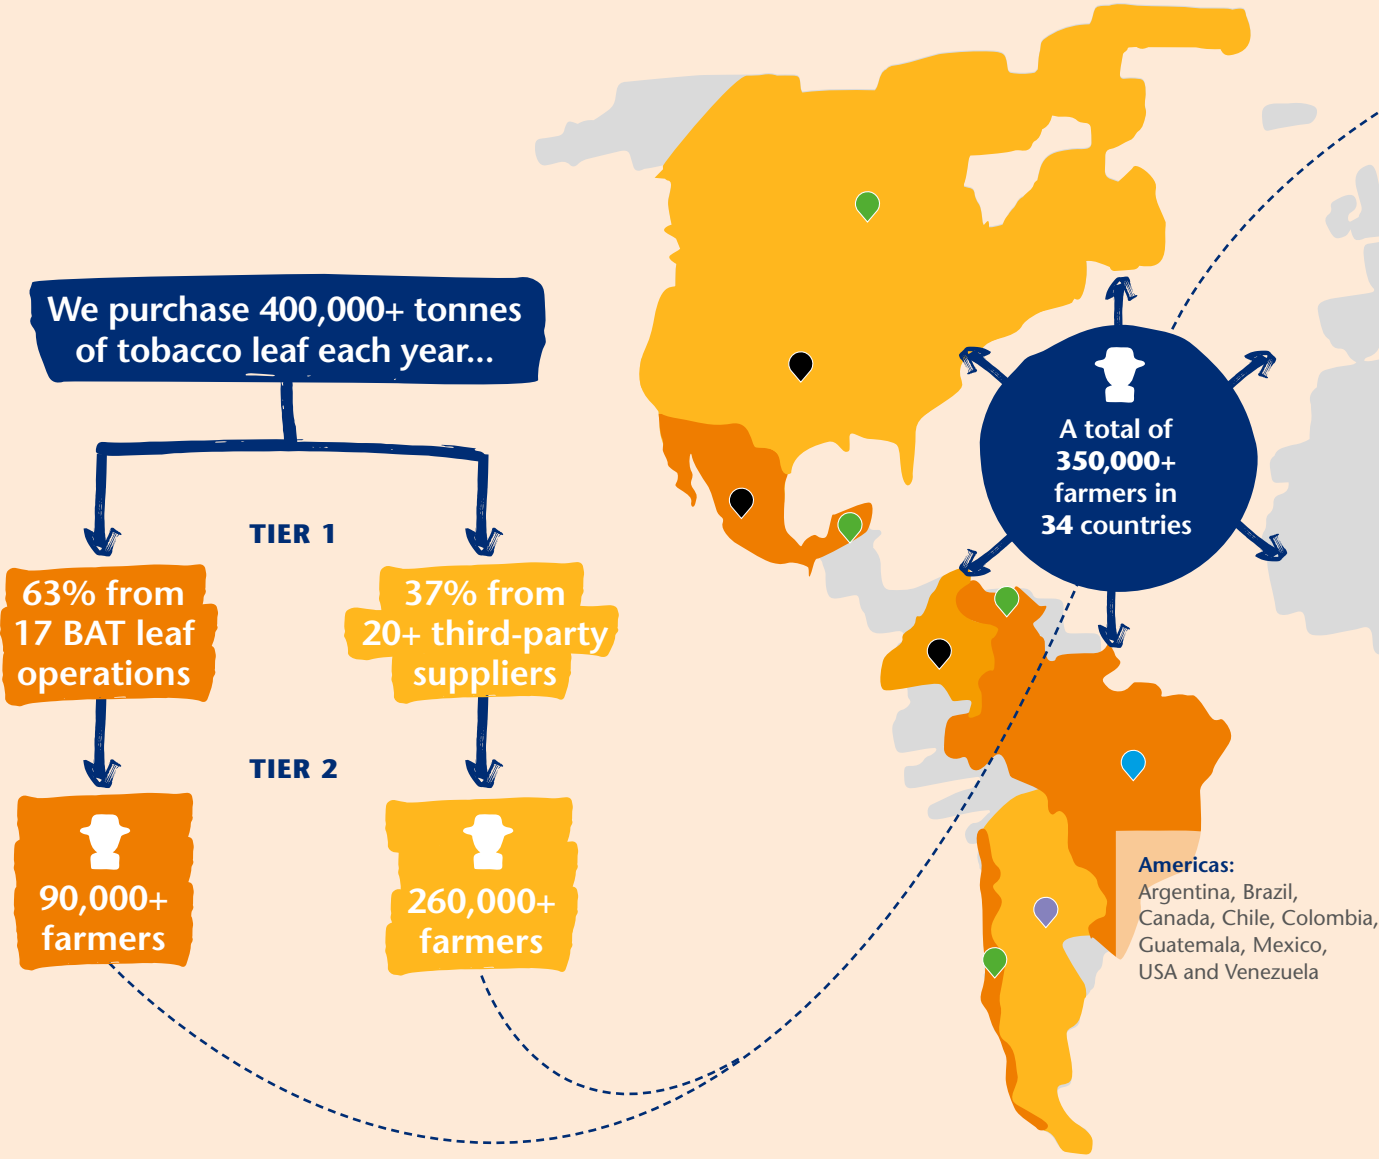 We purchase 400,000+ tonnes
of tobacco leaf each year...
TIER 1
63% from
17 BAT leaf
operations
37% from
20+ third-party
suppliers
TIER 2
90,000+
farmers
260,000+
farmers
A total of
350,000+
farmers in
34 countries
Americas:
Argentina, Brazil,
Canada, Chile, Colombia,
Guatemala, Mexico,
USA and Venezuela